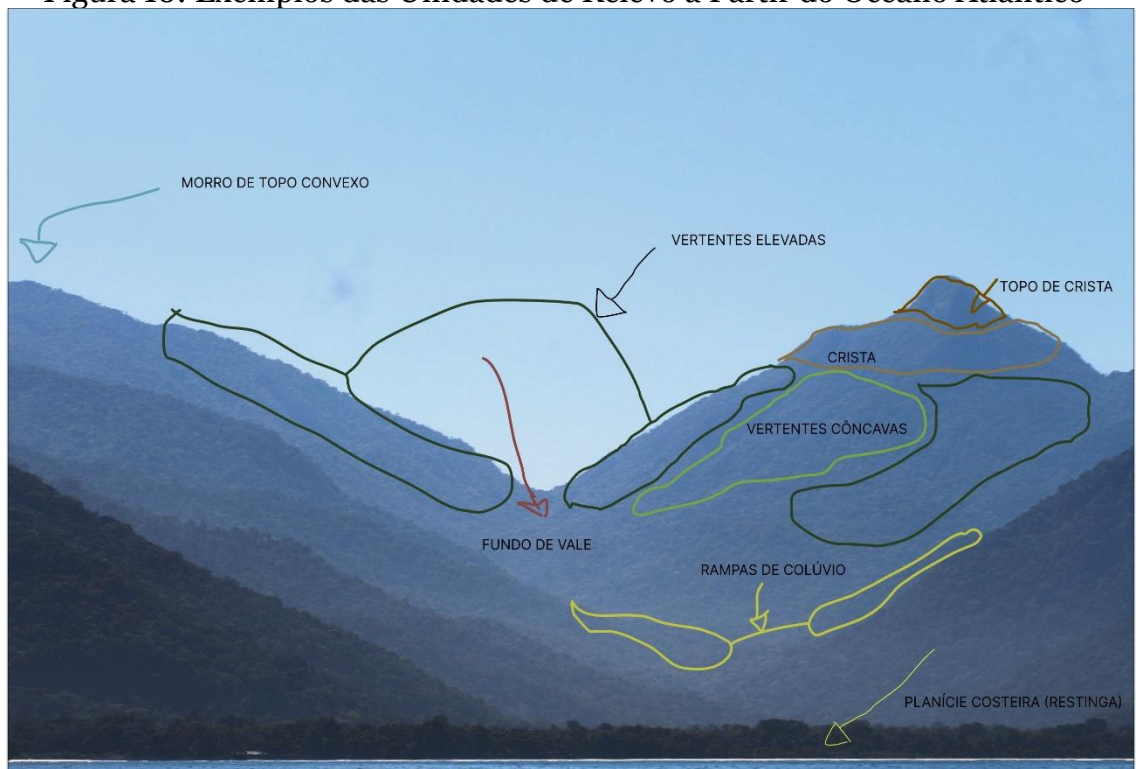 Figura 15: Exemplos das Unidades de Relevo a Partir do Oceano Atlântico
MORRO DE TOPO CONVEXO
VERTENTES ELEVADAS
TOPO DE CRISTA
CRISTA
VERTENTES CÔNCAVAS
FUNDO DE VALE
RAMPAS DE COLÚVIO
PLANÍCIE COSTEIRA (RESTINGA)